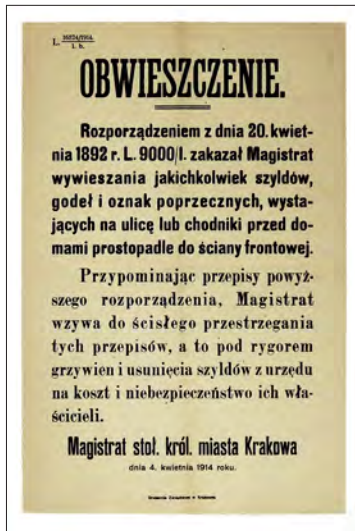 L.
I. b.
OBWIESZCZENIE.
Rozporządzeniem z dnia 20. kwiet-
nia 1892 r. L. 9000/I. zakazał Magistrat
wywieszania jakichkolwiek szyldów,
godeł i oznak poprzecznych, wysta-
jących na ulicę lub chodniki przed do-
mami prostopadle do ściany frontowej.
Przypominając przepisy powyż-
szego rozporządzenia, Magistrat
wzywa do ścisłego przestrzegania
tych przepisów, a to pod rygorem
grzywien i usunięcia szyldów z urzędu
na koszt i niebezpieczeństwo ich wła-
ścicieli.
Magistrat stoł. król. miasta Krakowa
dnia 4. kwietnia 1914 roku.